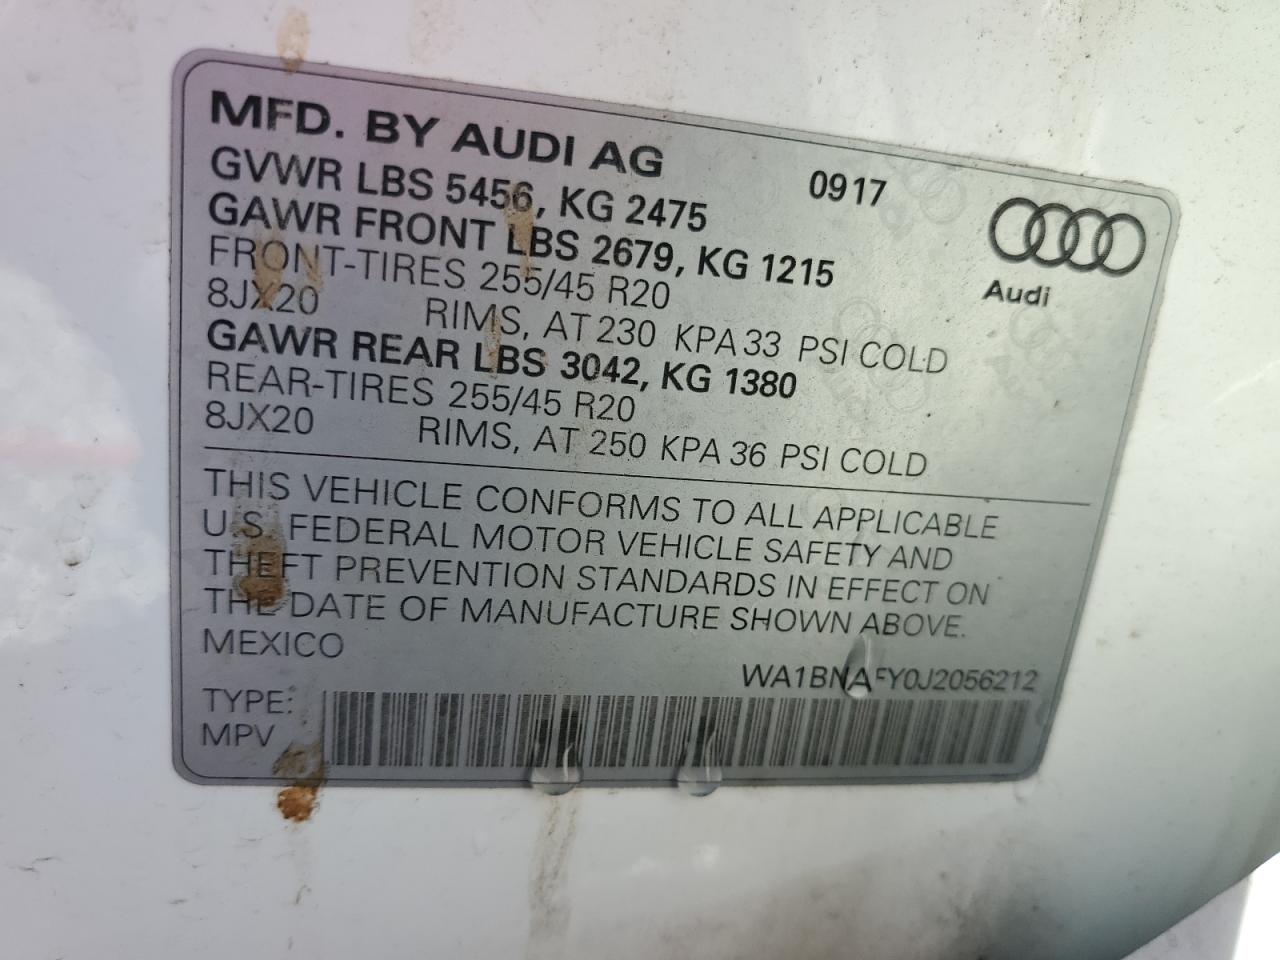 MFD. BY AUDI AG 0917
GVWR LBS 5456, KG 2475
GAWR FRONT LBS 2679, KG 1215
FRONT-TIRES 255/45 R20
8JX20 RIMS, AT 230 KPA 33 PSI COLD
GAWR REAR LBS 3042, KG 1380
REAR-TIRES 255/45 R20
8JX20 RIMS, AT 250 KPA 36 PSI COLD
Audi
THIS VEHICLE CONFORMS TO ALL APPLICABLE
U.S. FEDERAL MOTOR VEHICLE SAFETY AND
THEFT PREVENTION STANDARDS IN EFFECT ON
THE DATE OF MANUFACTURE SHOWN ABOVE.
MEXICO
WA1BNAFY0J2056212
TYPE:
MPV